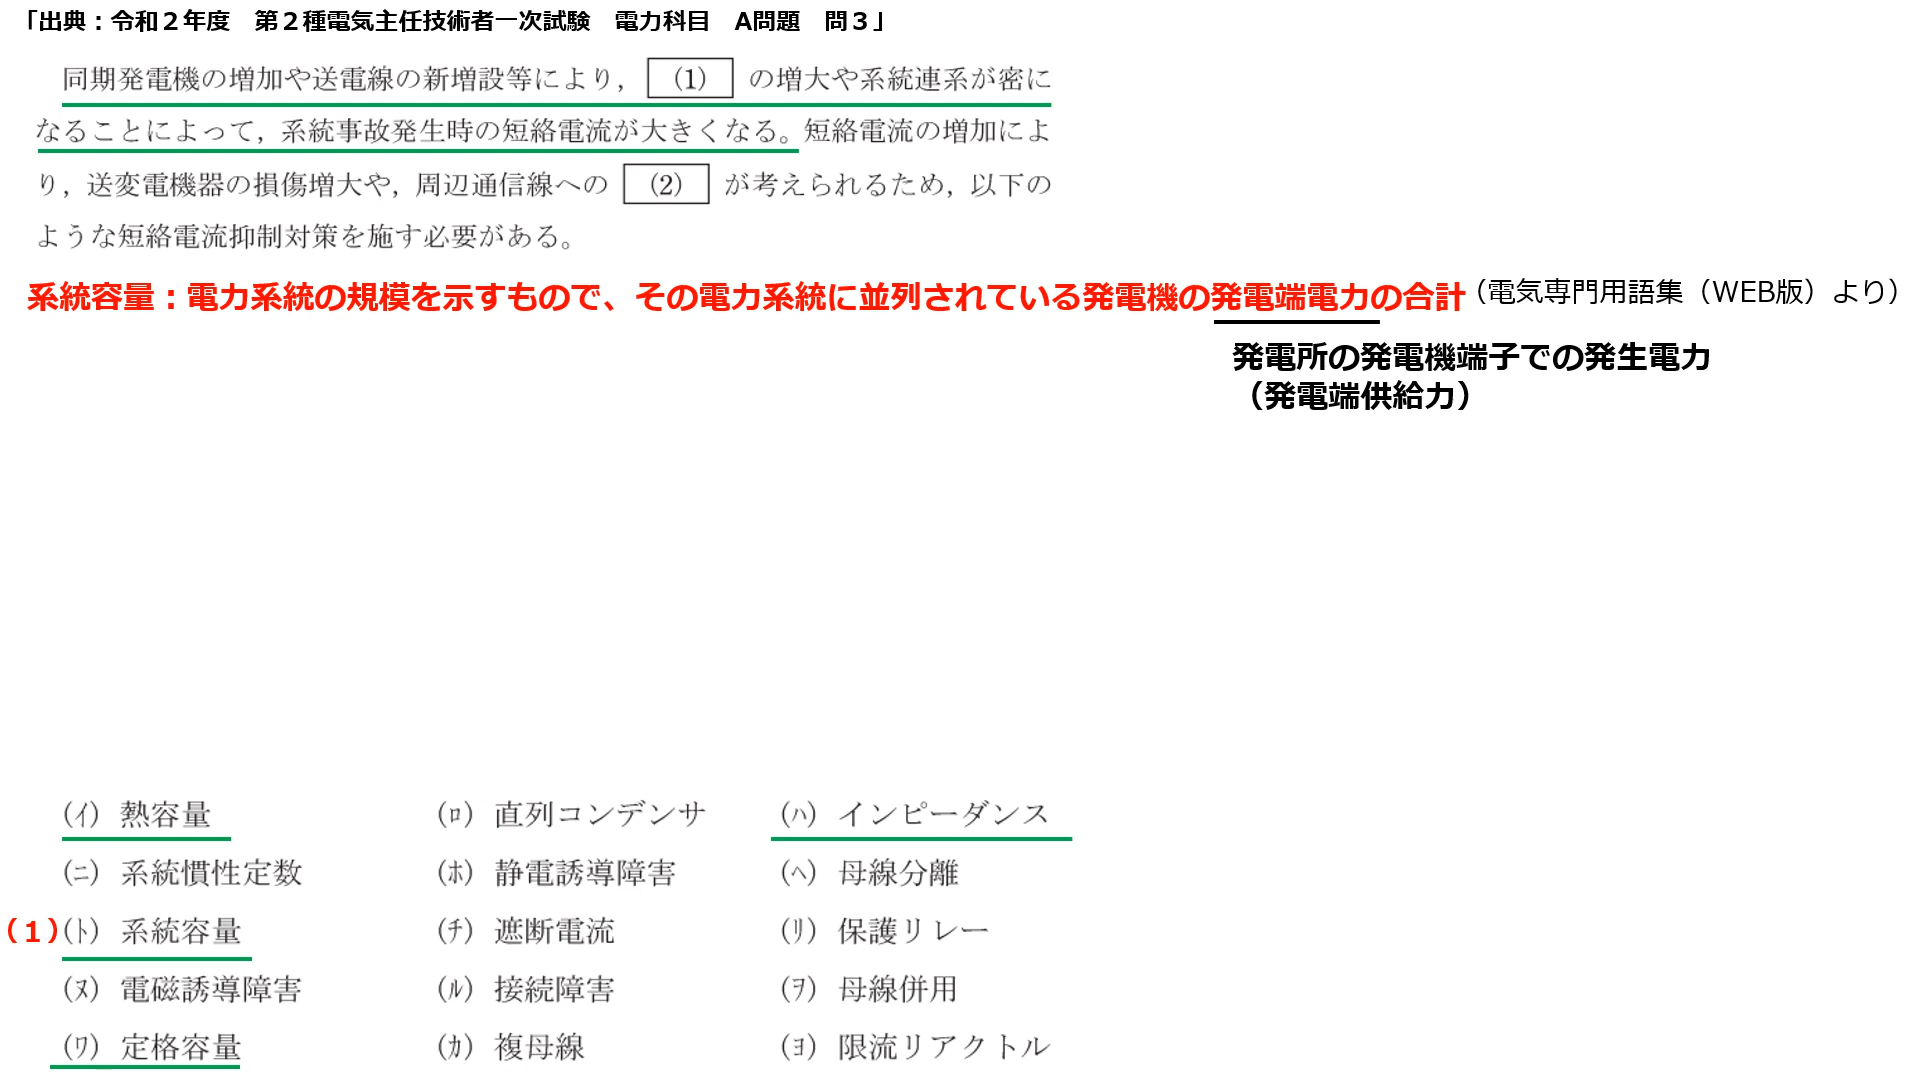 「出典：令和２年度　第２種電気主任技術者一次試験　電力科目　A問題　問３」
同期発電機の増加や送電線の新増設等により，(1)の増大や系統連系が密に
なることによって，系統事故発生時の短絡電流が大きくなる。短絡電流の増加によ
り，送変電機器の損傷増大や，周辺通信線への(2)が考えられるため，以下の
ような短絡電流抑制対策を施す必要がある。
系統容量：電力系統の規模を示すもので、その電力系統に並列されている発電機の発電端電力の合計（電気専門用語集（WEB版）より）
発電所の発電機端子での発生電力
（発電端供給力）
(ｲ) 熱容量　(ﾛ) 直列コンデンサ　(ﾊ) インピーダンス
(ﾆ) 系統慣性定数　(ﾎ) 静電誘導障害　(ﾍ) 母線分離
（１）(ﾄ) 系統容量　(ﾁ) 遮断電流　(ﾘ) 保護リレー
(ﾇ) 電磁誘導障害　(ﾙ) 接続障害　(ｦ) 母線併用
(ﾜ) 定格容量　(ｶ) 複母線　(ﾖ) 限流リアクトル